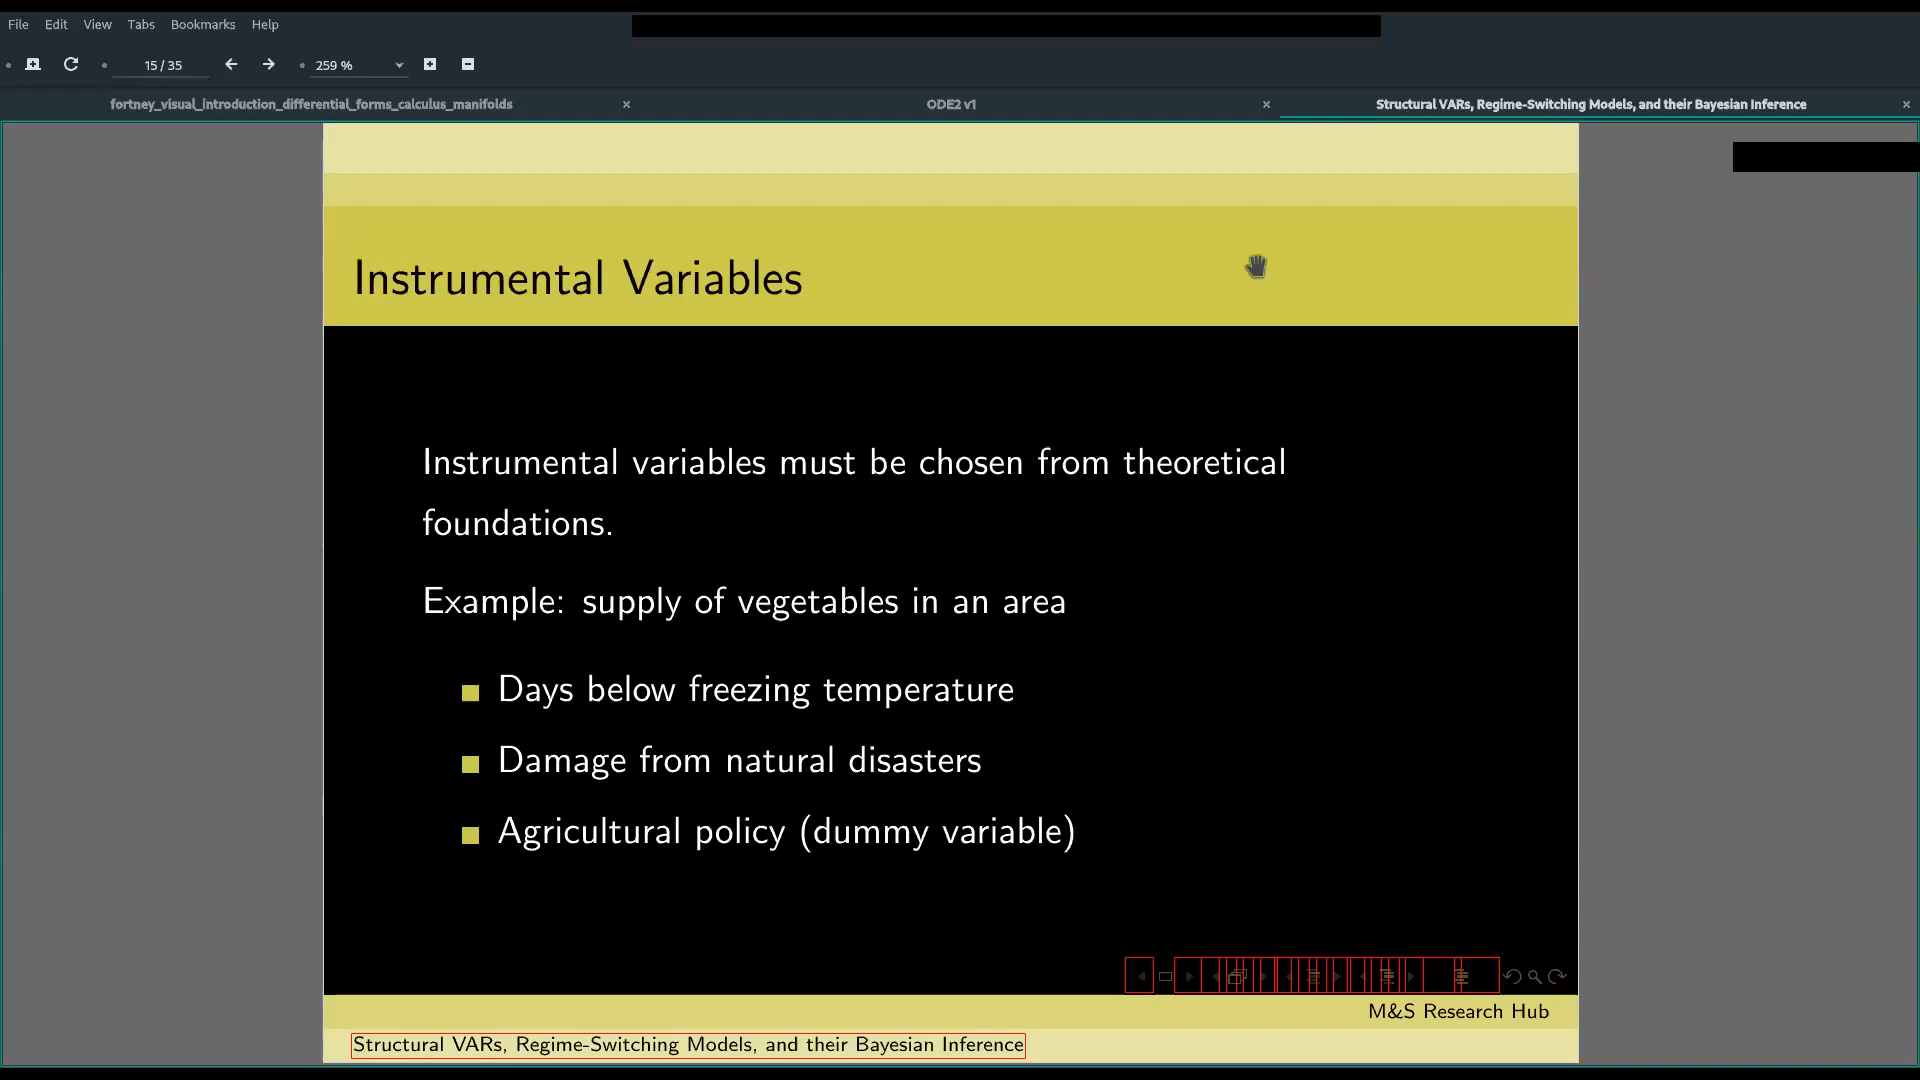 File Edit View Tabs Bookmarks Help
15 / 35 259 %
fortney_visual_introduction_differential_forms_calculus_manifolds ODE2 v1 Structural VARs, Regime-Switching Models, and their Bayesian Inference
Instrumental Variables
Instrumental variables must be chosen from theoretical
foundations.
Example: supply of vegetables in an area
Days below freezing temperature
Damage from natural disasters
Agricultural policy (dummy variable)
M&S Research Hub
Structural VARs, Regime-Switching Models, and their Bayesian Inference